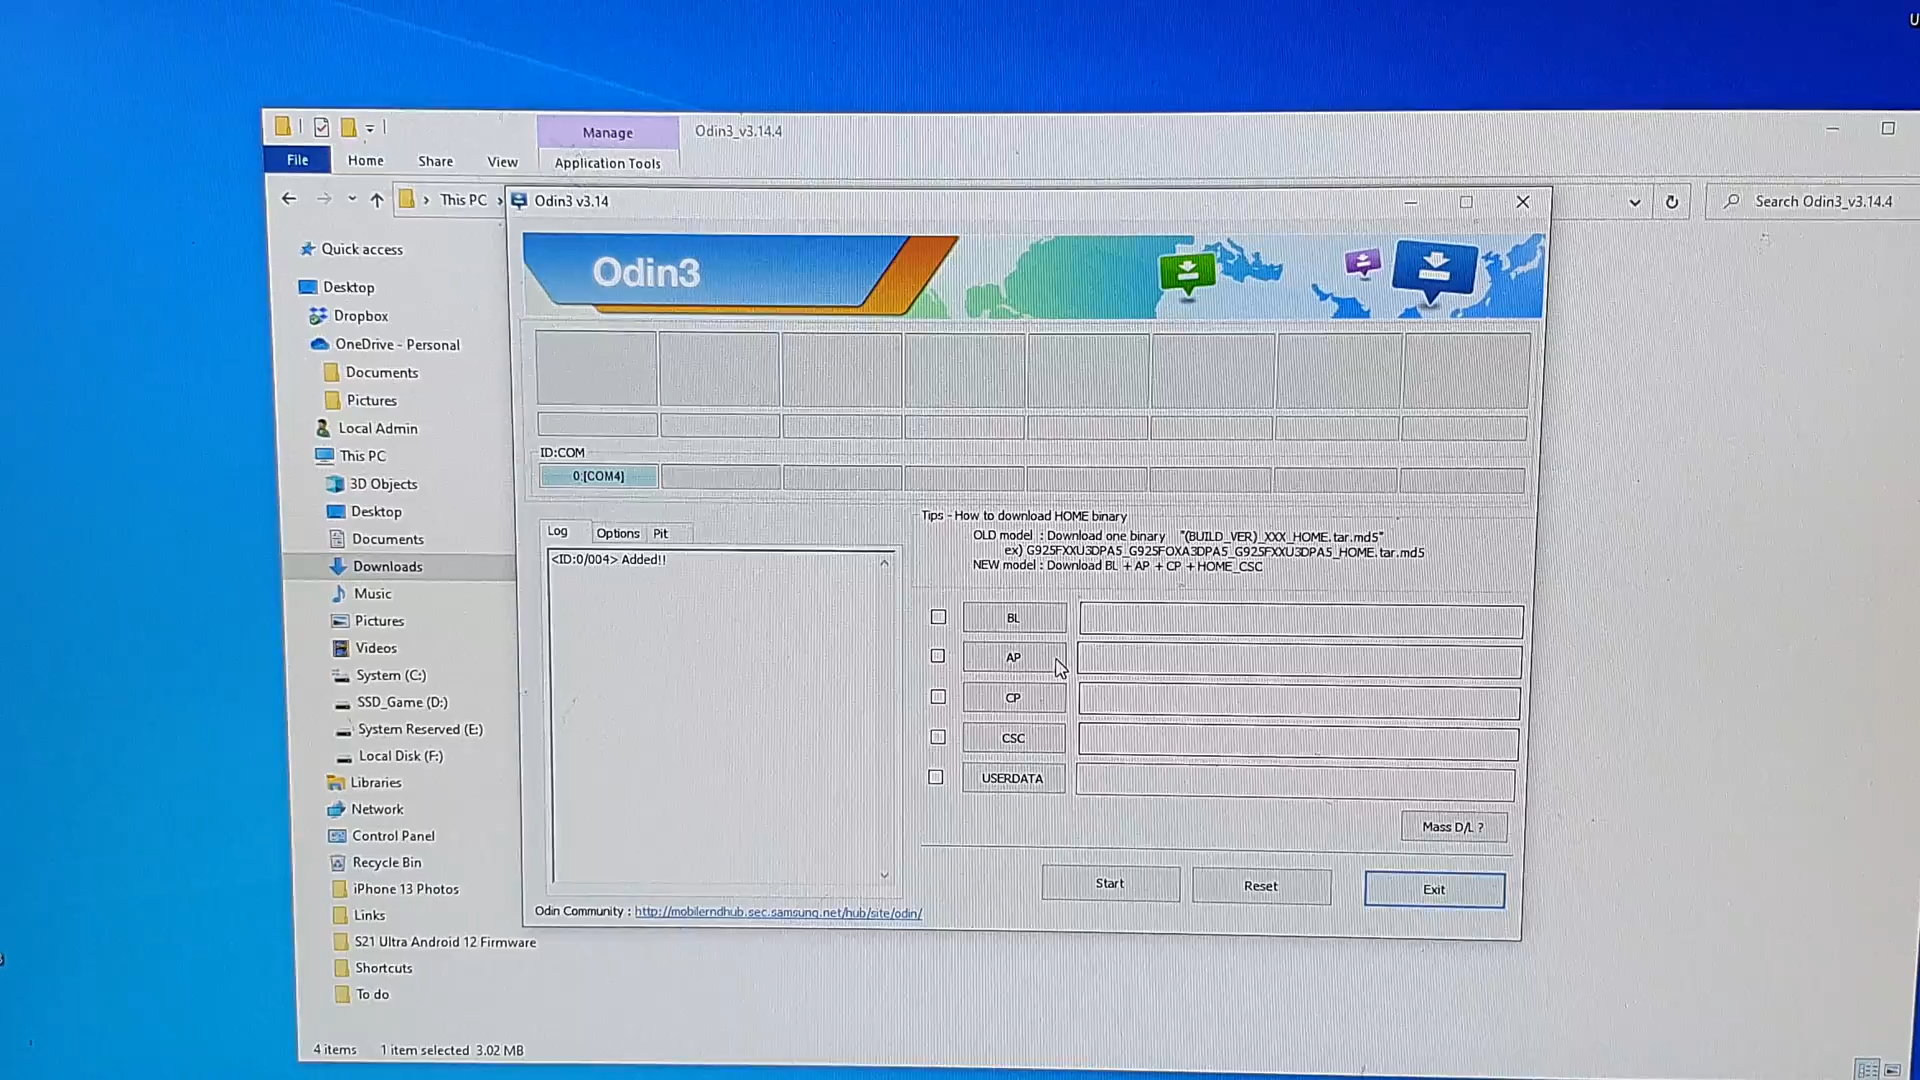 U
Manage
Odin3_v3.14.4
File
Home
Share
View
Application Tools
This PC
Odin3 v3.14
Search Odin3_v3.14.4
Quick access
Desktop
Dropbox
OneDrive - Personal
Documents
Pictures
Local Admin
This PC
3D Objects
Desktop
Documents
Downloads
Music
Pictures
Videos
System (C:)
SSD_Game (D:)
System Reserved (E:)
Local Disk (F:)
Libraries
Network
Control Panel
Recycle Bin
iPhone 13 Photos
Links
S21 Ultra Android 12 Firmware
Shortcuts
To do
4 items
1 item selected 3.02 MB
Odin3
ID:COM
0:[COM4]
Log
Options
Pit
<ID:0/004> Added!!
Tips - How to download HOME binary
OLD model : Download one binary "(BUILD_VER)_XXX_HOME.tar.md5"
ex) G925FXXU3DPA5_G925FOXA3DPA5_G925FXXU3DPA5_HOME.tar.md5
NEW model : Download BL + AP + CP + HOME_CSC
BL
AP
CP
CSC
USERDATA
Mass D/L ?
Start
Reset
Exit
Odin Community : http://mobilerndhub.sec.samsung.net/hub/site/odin/